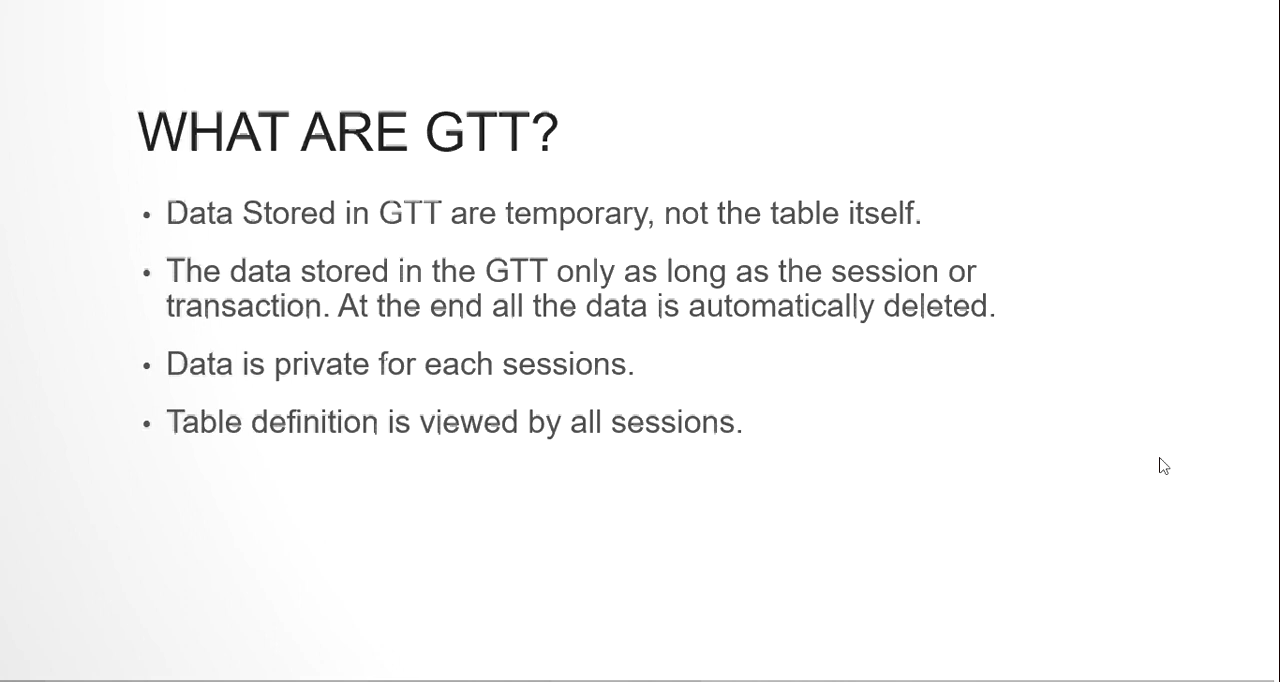 WHAT ARE GTT?
• Data Stored in GTT are temporary, not the table itself.
• The data stored in the GTT only as long as the session or
transaction. At the end all the data is automatically deleted.
• Data is private for each sessions.
• Table definition is viewed by all sessions.